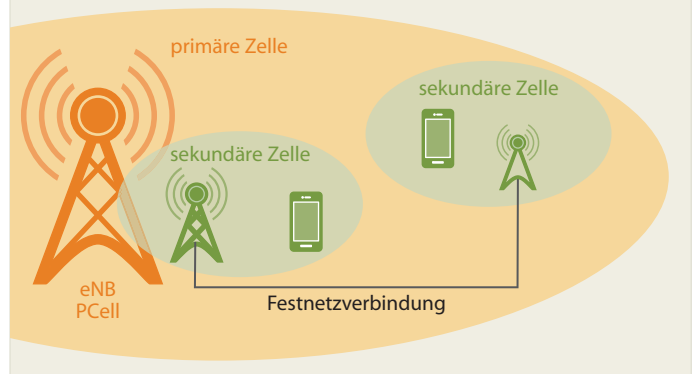 primäre Zelle
sekundäre Zelle
sekundäre Zelle
eNB
PCell
Festnetzverbindung